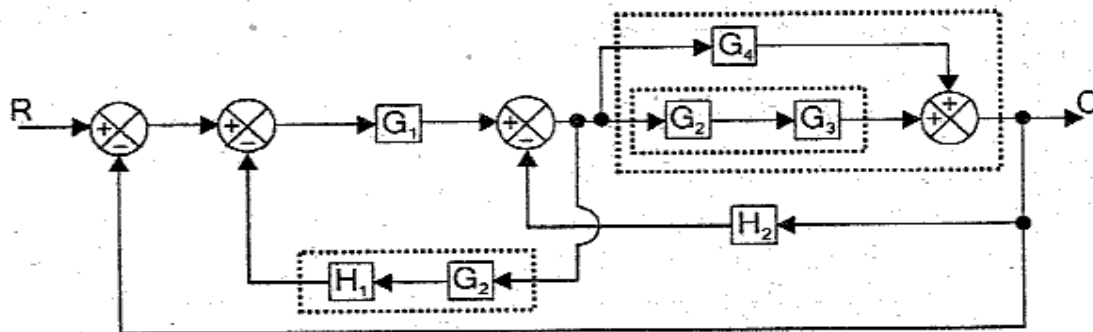 G₄
R + − + − G₁ + − G₂ G₃ + + C
H₂
H₁ G₂